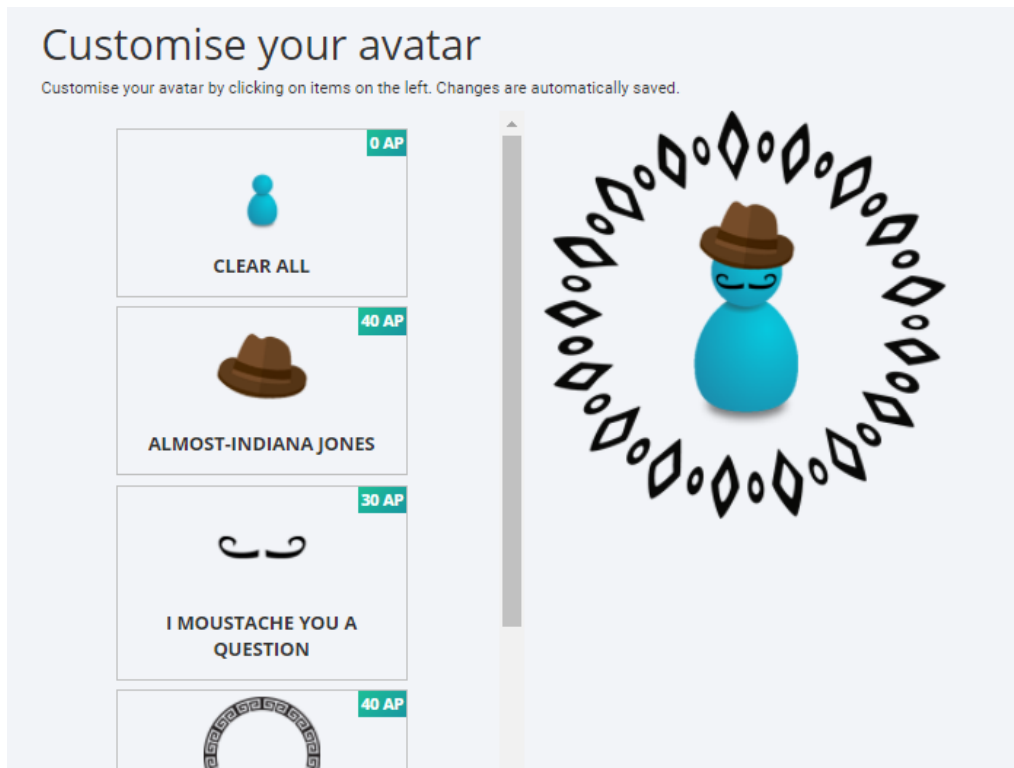 Customise your avatar
Customise your avatar by clicking on items on the left. Changes are automatically saved.
0 AP
CLEAR ALL
40 AP
ALMOST-INDIANA JONES
30 AP
I MOUSTACHE YOU A
QUESTION
40 AP